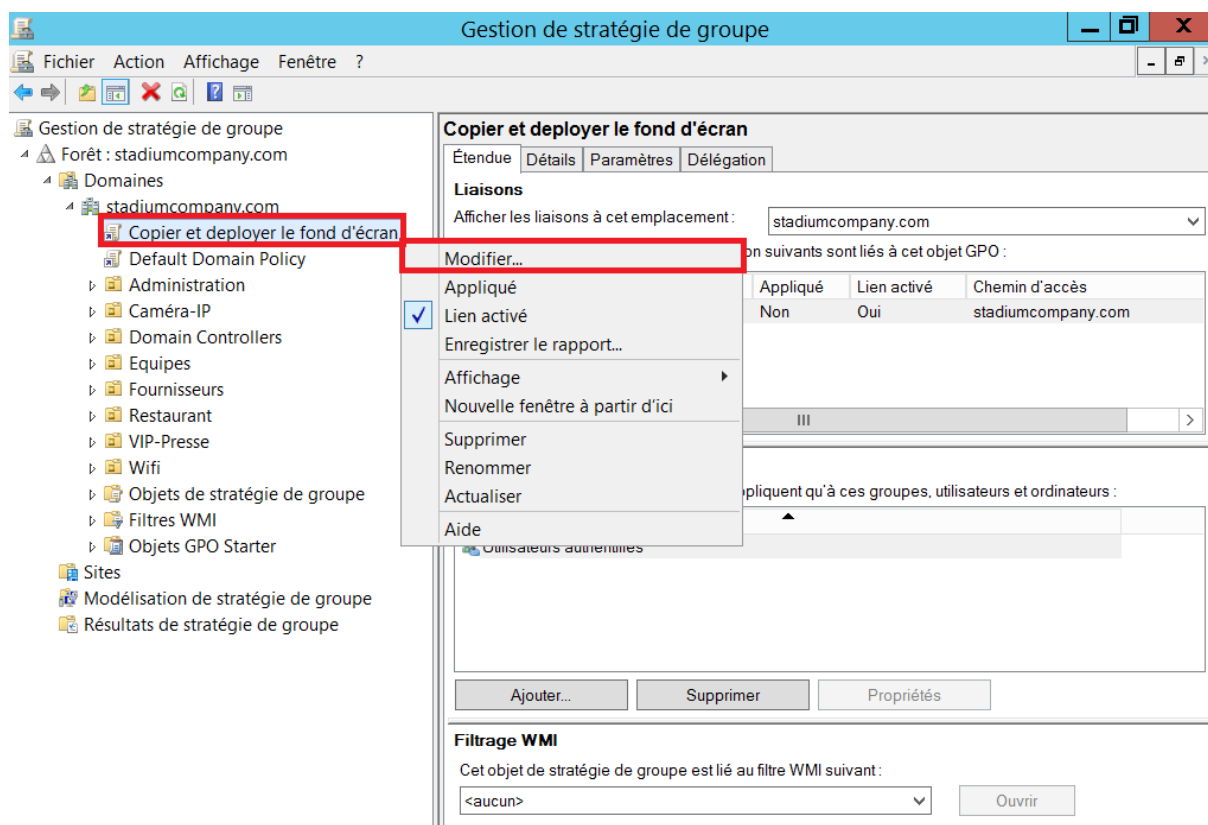 Gestion de stratégie de groupe
Fichier Action Affichage Fenêtre ?
Gestion de stratégie de groupe
Forêt : stadiumcompany.com
Domaines
stadiumcompany.com
Copier et deployer le fond d'écran
Default Domain Policy
Administration
Caméra-IP
Domain Controllers
Equipes
Fournisseurs
Restaurant
VIP-Presse
Wifi
Objets de stratégie de groupe
Filtres WMI
Objets GPO Starter
Sites
Modélisation de stratégie de groupe
Résultats de stratégie de groupe
Modifier...
Appliqué
Lien activé
Enregistrer le rapport...
Affichage
Nouvelle fenêtre à partir d'ici
Supprimer
Renommer
Actualiser
Aide
Copier et deployer le fond d'écran
Étendue Détails Paramètres Délégation
Liaisons
Afficher les liaisons à cet emplacement : stadiumcompany.com
on suivants sont liés à cet objet GPO :
Appliqué Lien activé Chemin d'accès
Non Oui stadiumcompany.com
pliquent qu'à ces groupes, utilisateurs et ordinateurs :
Utilisateurs authentifiés
Ajouter... Supprimer Propriétés
Filtrage WMI
Cet objet de stratégie de groupe est lié au filtre WMI suivant :
<aucun> Ouvrir